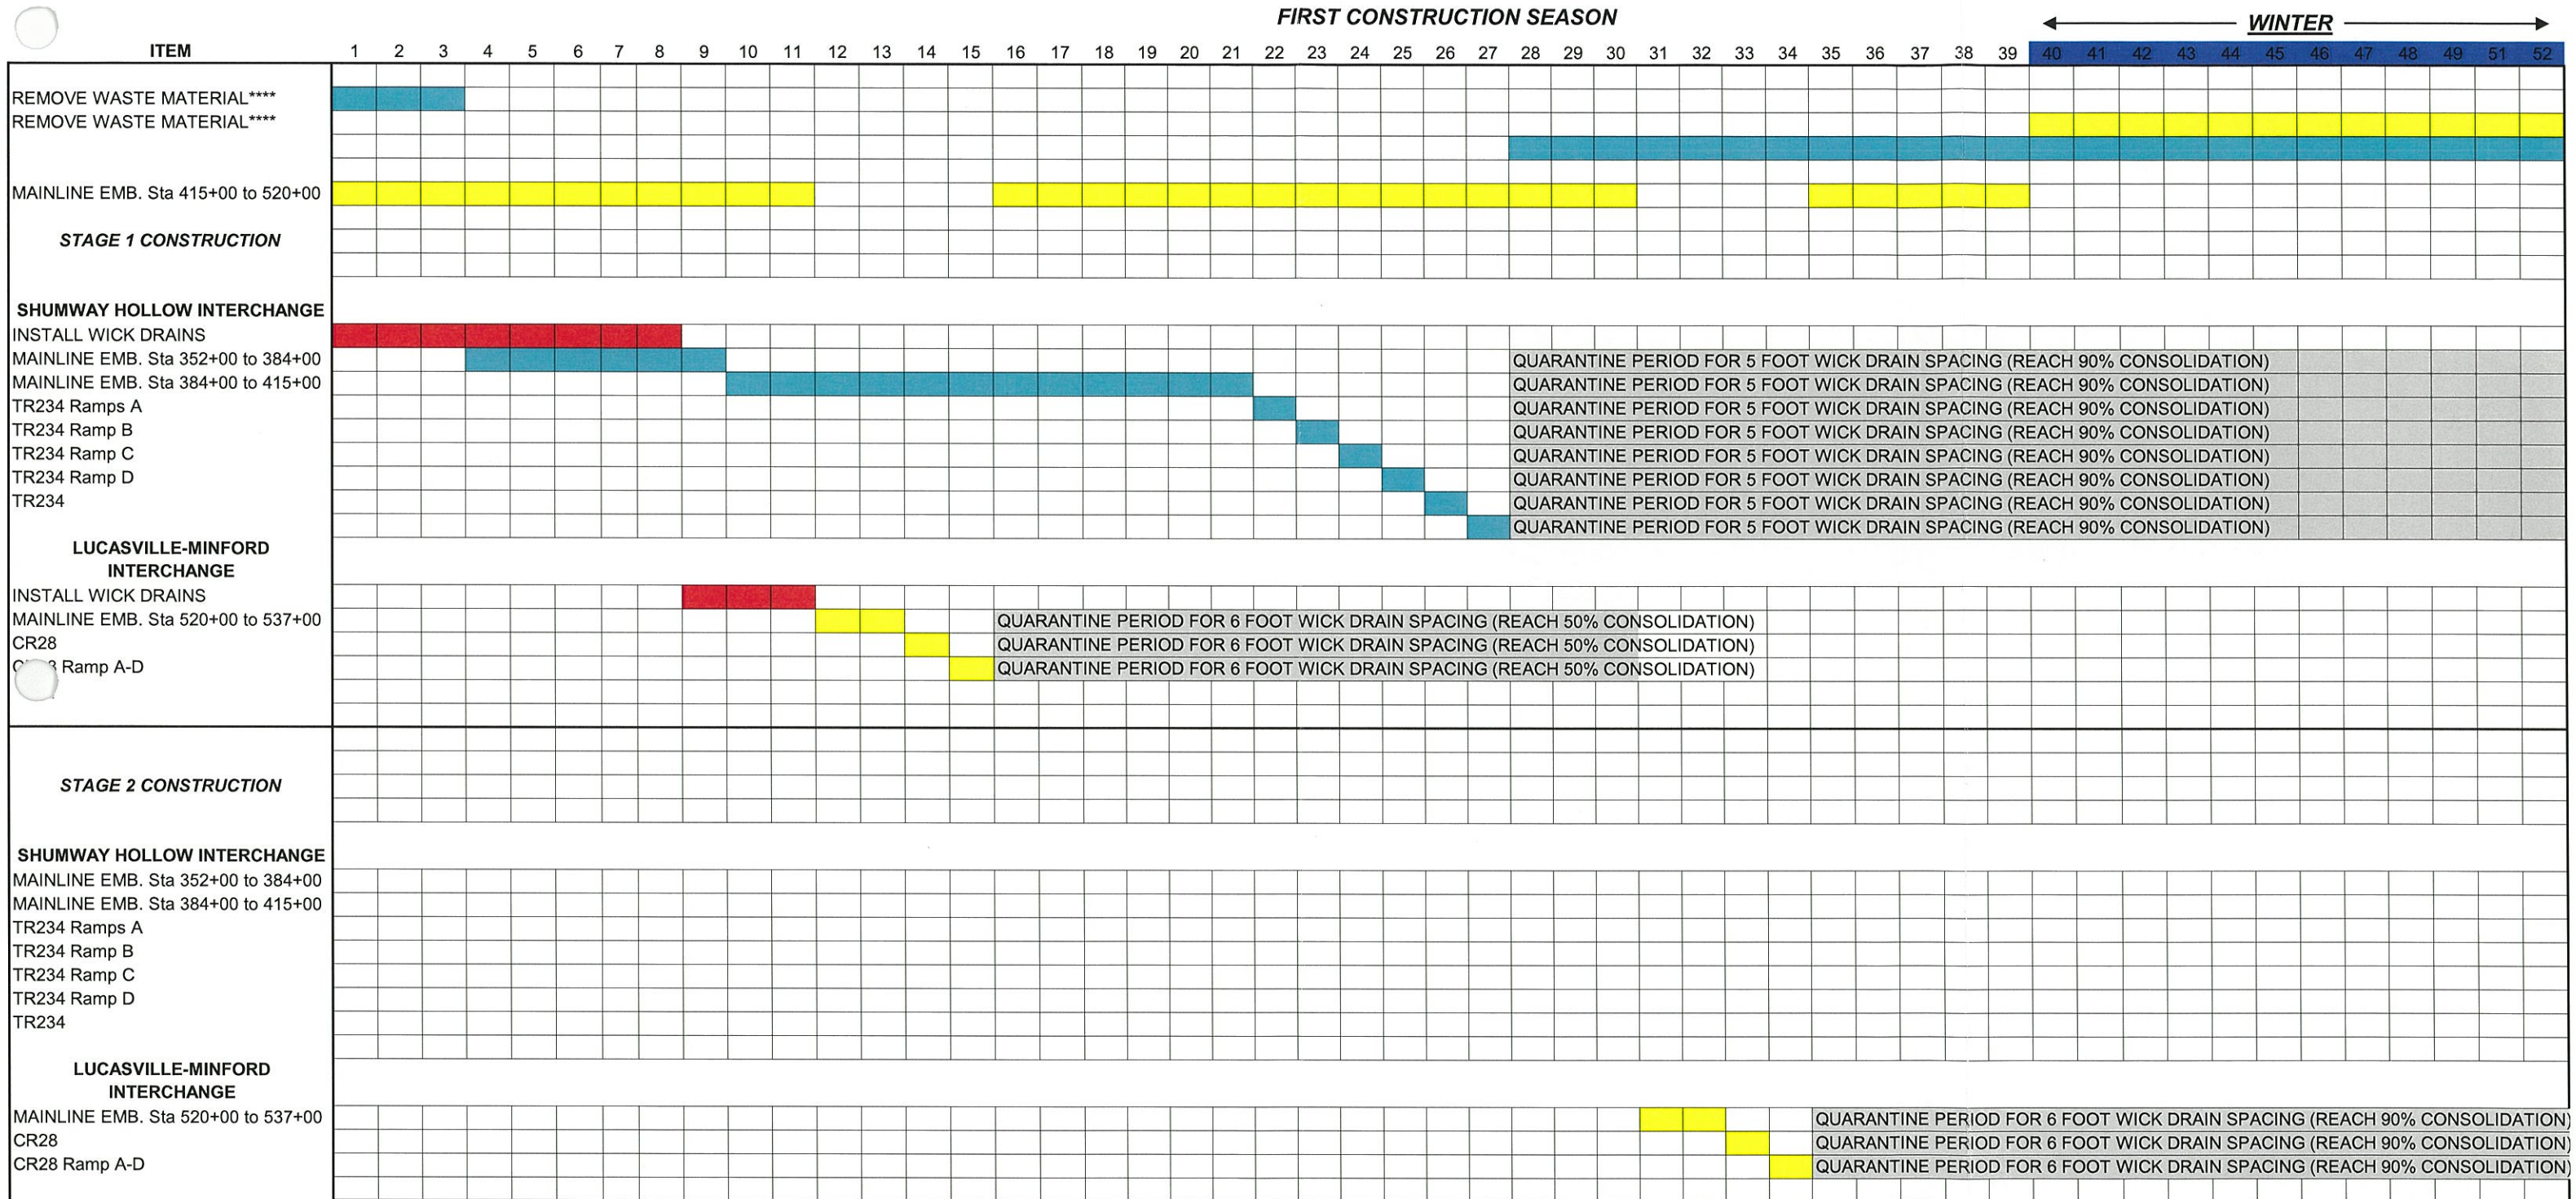 FIRST CONSTRUCTION SEASON
WINTER
ITEM 1 2 3 4 5 6 7 8 9 10 11 12 13 14 15 16 17 18 19 20 21 22 23 24 25 26 27 28 29 30 31 32 33 34 35 36 37 38 39 40 41 42 43 44 45 46 47 48 49 51 52
REMOVE WASTE MATERIAL****
REMOVE WASTE MATERIAL****
MAINLINE EMB. Sta 415+00 to 520+00
STAGE 1 CONSTRUCTION
SHUMWAY HOLLOW INTERCHANGE
INSTALL WICK DRAINS
MAINLINE EMB. Sta 352+00 to 384+00 QUARANTINE PERIOD FOR 5 FOOT WICK DRAIN SPACING (REACH 90% CONSOLIDATION)
MAINLINE EMB. Sta 384+00 to 415+00 QUARANTINE PERIOD FOR 5 FOOT WICK DRAIN SPACING (REACH 90% CONSOLIDATION)
TR234 Ramps A QUARANTINE PERIOD FOR 5 FOOT WICK DRAIN SPACING (REACH 90% CONSOLIDATION)
TR234 Ramp B QUARANTINE PERIOD FOR 5 FOOT WICK DRAIN SPACING (REACH 90% CONSOLIDATION)
TR234 Ramp C QUARANTINE PERIOD FOR 5 FOOT WICK DRAIN SPACING (REACH 90% CONSOLIDATION)
TR234 Ramp D QUARANTINE PERIOD FOR 5 FOOT WICK DRAIN SPACING (REACH 90% CONSOLIDATION)
TR234 QUARANTINE PERIOD FOR 5 FOOT WICK DRAIN SPACING (REACH 90% CONSOLIDATION)
QUARANTINE PERIOD FOR 5 FOOT WICK DRAIN SPACING (REACH 90% CONSOLIDATION)
LUCASVILLE-MINFORD
INTERCHANGE
INSTALL WICK DRAINS
MAINLINE EMB. Sta 520+00 to 537+00 QUARANTINE PERIOD FOR 6 FOOT WICK DRAIN SPACING (REACH 50% CONSOLIDATION)
CR28 QUARANTINE PERIOD FOR 6 FOOT WICK DRAIN SPACING (REACH 50% CONSOLIDATION)
Ramp A-D QUARANTINE PERIOD FOR 6 FOOT WICK DRAIN SPACING (REACH 50% CONSOLIDATION)
STAGE 2 CONSTRUCTION
SHUMWAY HOLLOW INTERCHANGE
MAINLINE EMB. Sta 352+00 to 384+00
MAINLINE EMB. Sta 384+00 to 415+00
TR234 Ramps A
TR234 Ramp B
TR234 Ramp C
TR234 Ramp D
TR234
LUCASVILLE-MINFORD
INTERCHANGE
MAINLINE EMB. Sta 520+00 to 537+00 QUARANTINE PERIOD FOR 6 FOOT WICK DRAIN SPACING (REACH 90% CONSOLIDATION)
CR28 QUARANTINE PERIOD FOR 6 FOOT WICK DRAIN SPACING (REACH 90% CONSOLIDATION)
CR28 Ramp A-D QUARANTINE PERIOD FOR 6 FOOT WICK DRAIN SPACING (REACH 90% CONSOLIDATION)